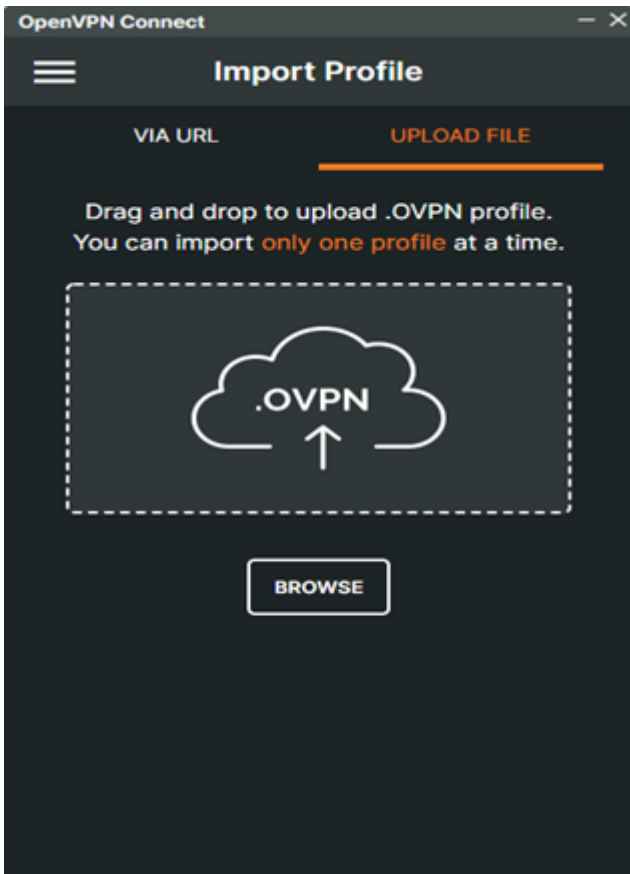 OpenVPN Connect
Import Profile
VIA URL
UPLOAD FILE
Drag and drop to upload .OVPN profile.
You can import only one profile at a time.
.OVPN
BROWSE